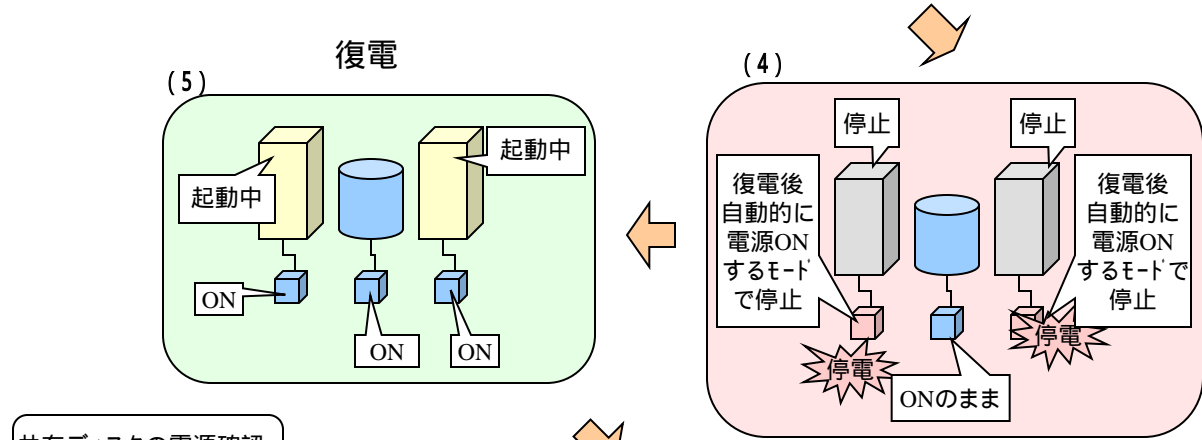 復電
(5)
起動中
起動中
ON
ON
ON
(4)
停止
停止
復電後
自動的に
電源ON
するﾓｰﾄﾞ
で停止
復電後
自動的に
電源ON
するﾓｰﾄﾞで
停止
停電
停電
ONのまま
共有ディスクの電源確認